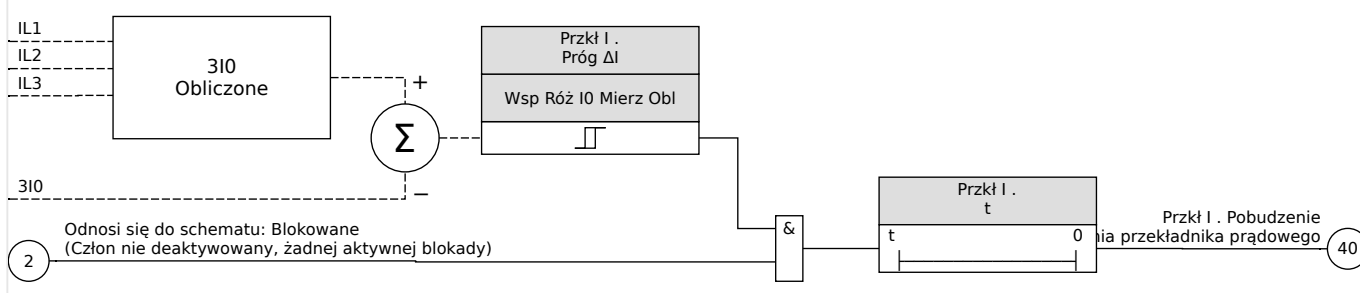 IL1
IL2
IL3
3I0
Obliczone
+
Σ
−
3I0
Przkł I .
Próg ΔI
Wsp Róż I0 Mierz Obl
Odnosi się do schematu: Blokowane
(Człon nie deaktywowany, żadnej aktywnej blokady)
2
&
Przkł I .
t
t 0
Przkł I . Pobudzenie
przekładnika prądowego
40